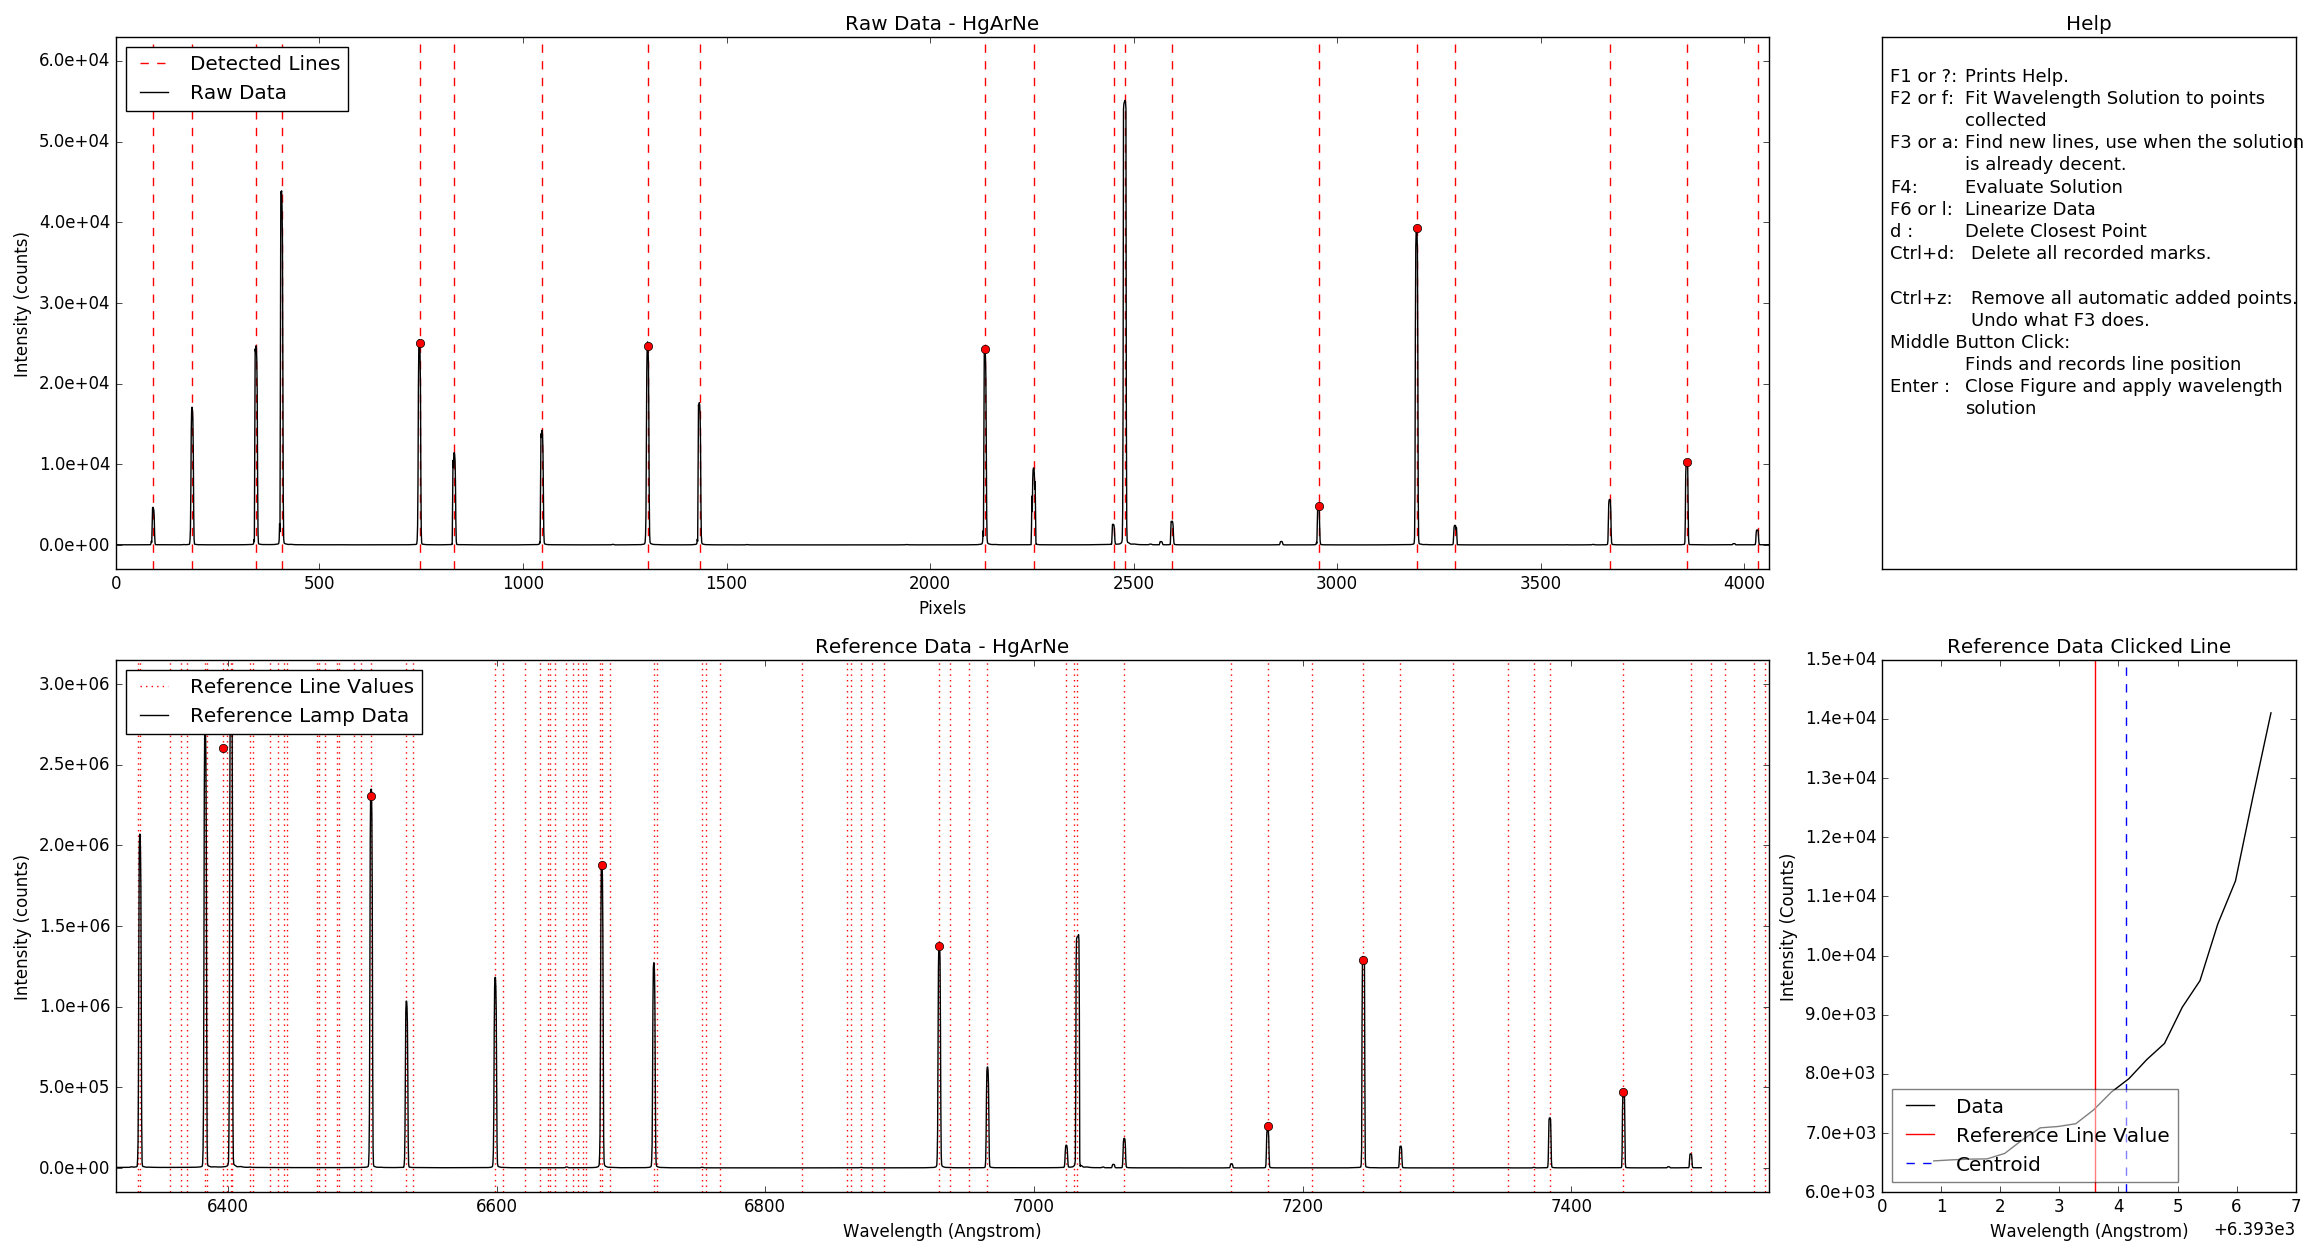 Raw Data - HgArNe
6.0e+04
5.0e+04
4.0e+04
3.0e+04
2.0e+04
1.0e+04
0.0e+00
Intensity (counts)
Detected Lines
Raw Data
0 500 1000 1500 2000 2500 3000 3500 4000
Pixels
Help
F1 or ?: Prints Help.
F2 or f: Fit Wavelength Solution to points
collected
F3 or a: Find new lines, use when the solution
is already decent.
F4: Evaluate Solution
F6 or l: Linearize Data
d : Delete Closest Point
Ctrl+d: Delete all recorded marks.
Ctrl+z: Remove all automatic added points.
Undo what F3 does.
Middle Button Click:
Finds and records line position
Enter : Close Figure and apply wavelength
solution
Reference Data - HgArNe
3.0e+06
2.5e+06
2.0e+06
1.5e+06
1.0e+06
5.0e+05
0.0e+00
Intensity (counts)
Reference Line Values
Reference Lamp Data
6400 6600 6800 7000 7200 7400
Wavelength (Angstrom)
Reference Data Clicked Line
1.5e+04
1.4e+04
1.3e+04
1.2e+04
1.1e+04
1.0e+04
9.0e+03
8.0e+03
7.0e+03
6.0e+03
Intensity (Counts)
Data
Reference Line Value
Centroid
0 1 2 3 4 5 6 7
Wavelength (Angstrom)
+6.393e3